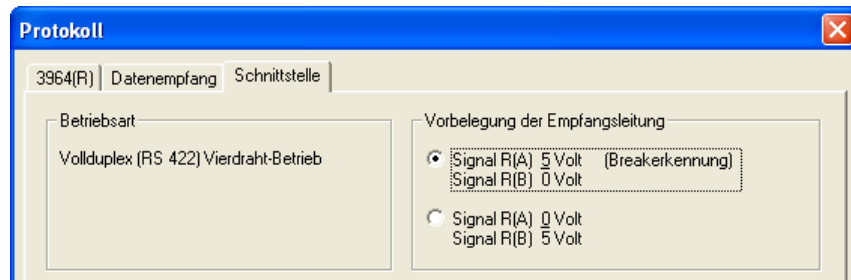 Protokoll
3964(R) Datenempfang Schnittstelle
Betriebsart
Vollduplex (RS 422) Vierdraht-Betrieb
Vorbelegung der Empfangsleitung
Signal R(A) 5 Volt (Breakerkennung)
Signal R(B) 0 Volt
Signal R(A) 0 Volt
Signal R(B) 5 Volt